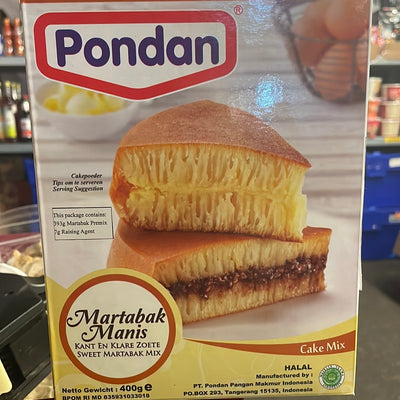 Pondan
®
Cakepoeder
Tips om te serveren
Serving Suggestion
This package contains:
393g Martabak Premix
7g Raising Agent
Martabak
Manis
KANT EN KLARE ZOETE
SWEET MARTABAK MIX
Cake Mix
Netto Gewicht : 400g e
BPOM RI MD 835931033018
HALAL
Manufactured by :
PT. Pondan Pangan Makmur Indonesia
PO.BOX 293, Tangerang 15135, Indonesia